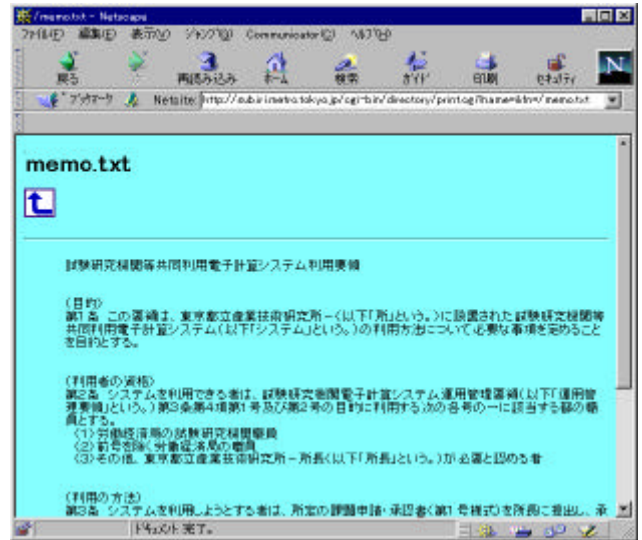 /memo.txt - Netscape
ファイル(F) 編集(E) 表示(V) ジャンプ(G) Communicator(C) ヘルプ(H)
戻る 再読み込み ホーム 検索 ガイド 印刷 セキュリティ
N
ブックマーク Netsite:
memo.txt
試験研究機関等共同利用電子計算システム利用要領
(目的)
第1条 この要領は、東京都立産業技術研究所-(以下「所」という。)に設置された試験研究機関等
共同利用電子計算システム(以下「システム」という。)の利用方法について必要な事項を定めること
を目的とする。
(利用者の資格)
第2条 システムを利用できる者は、試験研究機関電子計算システム運用管理要領(以下「運用管
理要領」という。)第3条第4項第1号及び第2号の目的に利用する次の各号の一に該当する都の職
員とする。
(1)労働経済局の試験研究機関職員
(2)前号を除く労働経済局の職員
(3)その他、東京都立産業技術研究所-所長(以下「所長」という。)が必要と認める者
(利用の方法)
第3条 システムを利用しようとする者は、所定の課題申請・承認書(第1号様式)を所長に提出し、承
ドキュメント:完了。